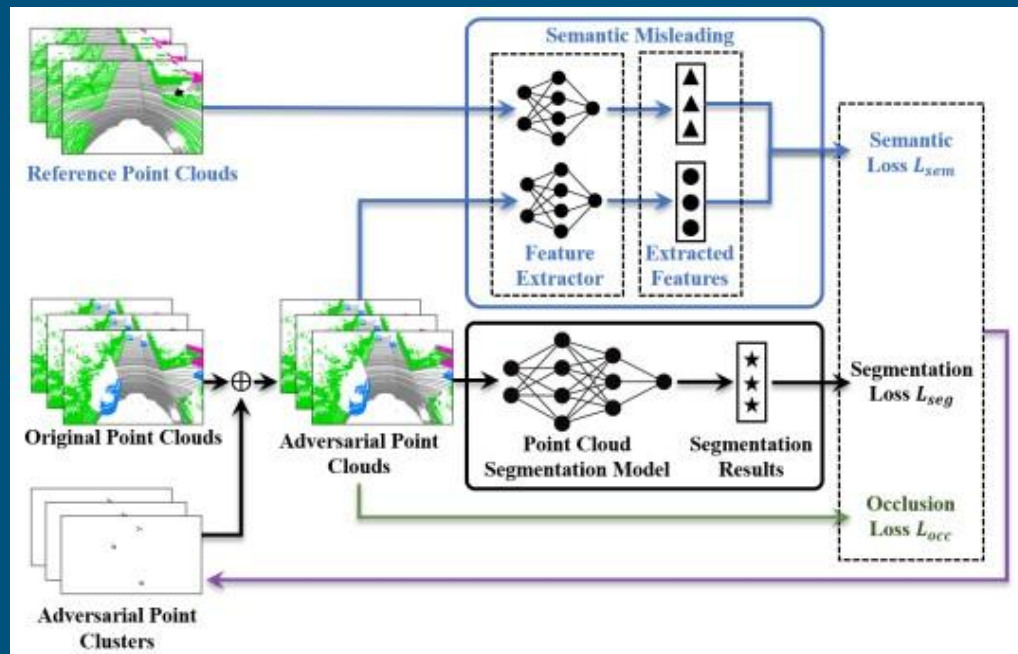 Semantic Misleading
Reference Point Clouds
Feature
Extractor
Extracted
Features
Semantic
Loss L_sem
Original Point Clouds
Adversarial Point
Clouds
Point Cloud
Segmentation Model
Segmentation
Results
Segmentation
Loss L_seg
Occlusion
Loss L_occ
Adversarial Point
Clusters